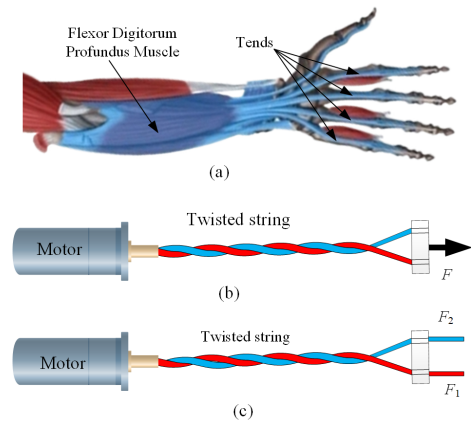 Flexor Digitorum
Profundus Muscle
Tends
(a)
Twisted string
Motor
F
(b)
Twisted string
F2
Motor
F1
(c)